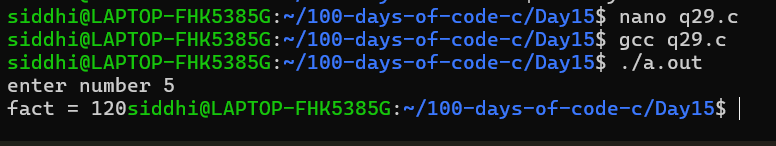 siddhi@LAPTOP-FHK5385G:~/100-days-of-code-c/Day15$ nano q29.c
siddhi@LAPTOP-FHK5385G:~/100-days-of-code-c/Day15$ gcc q29.c
siddhi@LAPTOP-FHK5385G:~/100-days-of-code-c/Day15$ ./a.out
enter number 5
fact = 120siddhi@LAPTOP-FHK5385G:~/100-days-of-code-c/Day15$